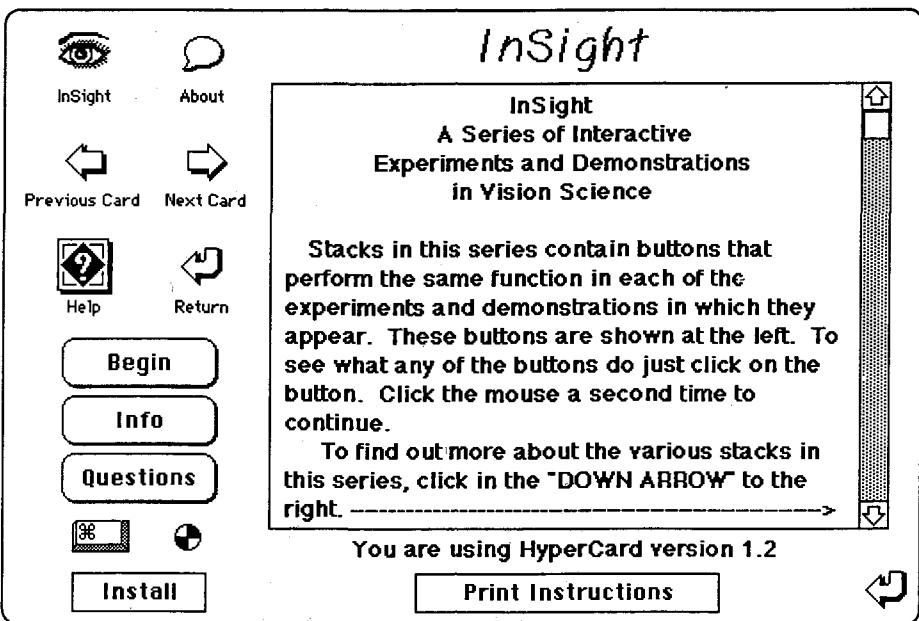 InSight
InSight About
Previous Card Next Card
?
Help Return
Begin
Info
Questions
⌘
Install
InSight
A Series of Interactive
Experiments and Demonstrations
in Vision Science
Stacks in this series contain buttons that
perform the same function in each of the
experiments and demonstrations in which they
appear. These buttons are shown at the left. To
see what any of the buttons do just click on the
button. Click the mouse a second time to
continue.
To find out more about the various stacks in
this series, click in the "DOWN ARROW" to the
right. ------------------------------------------------>
You are using HyperCard version 1.2
Print Instructions